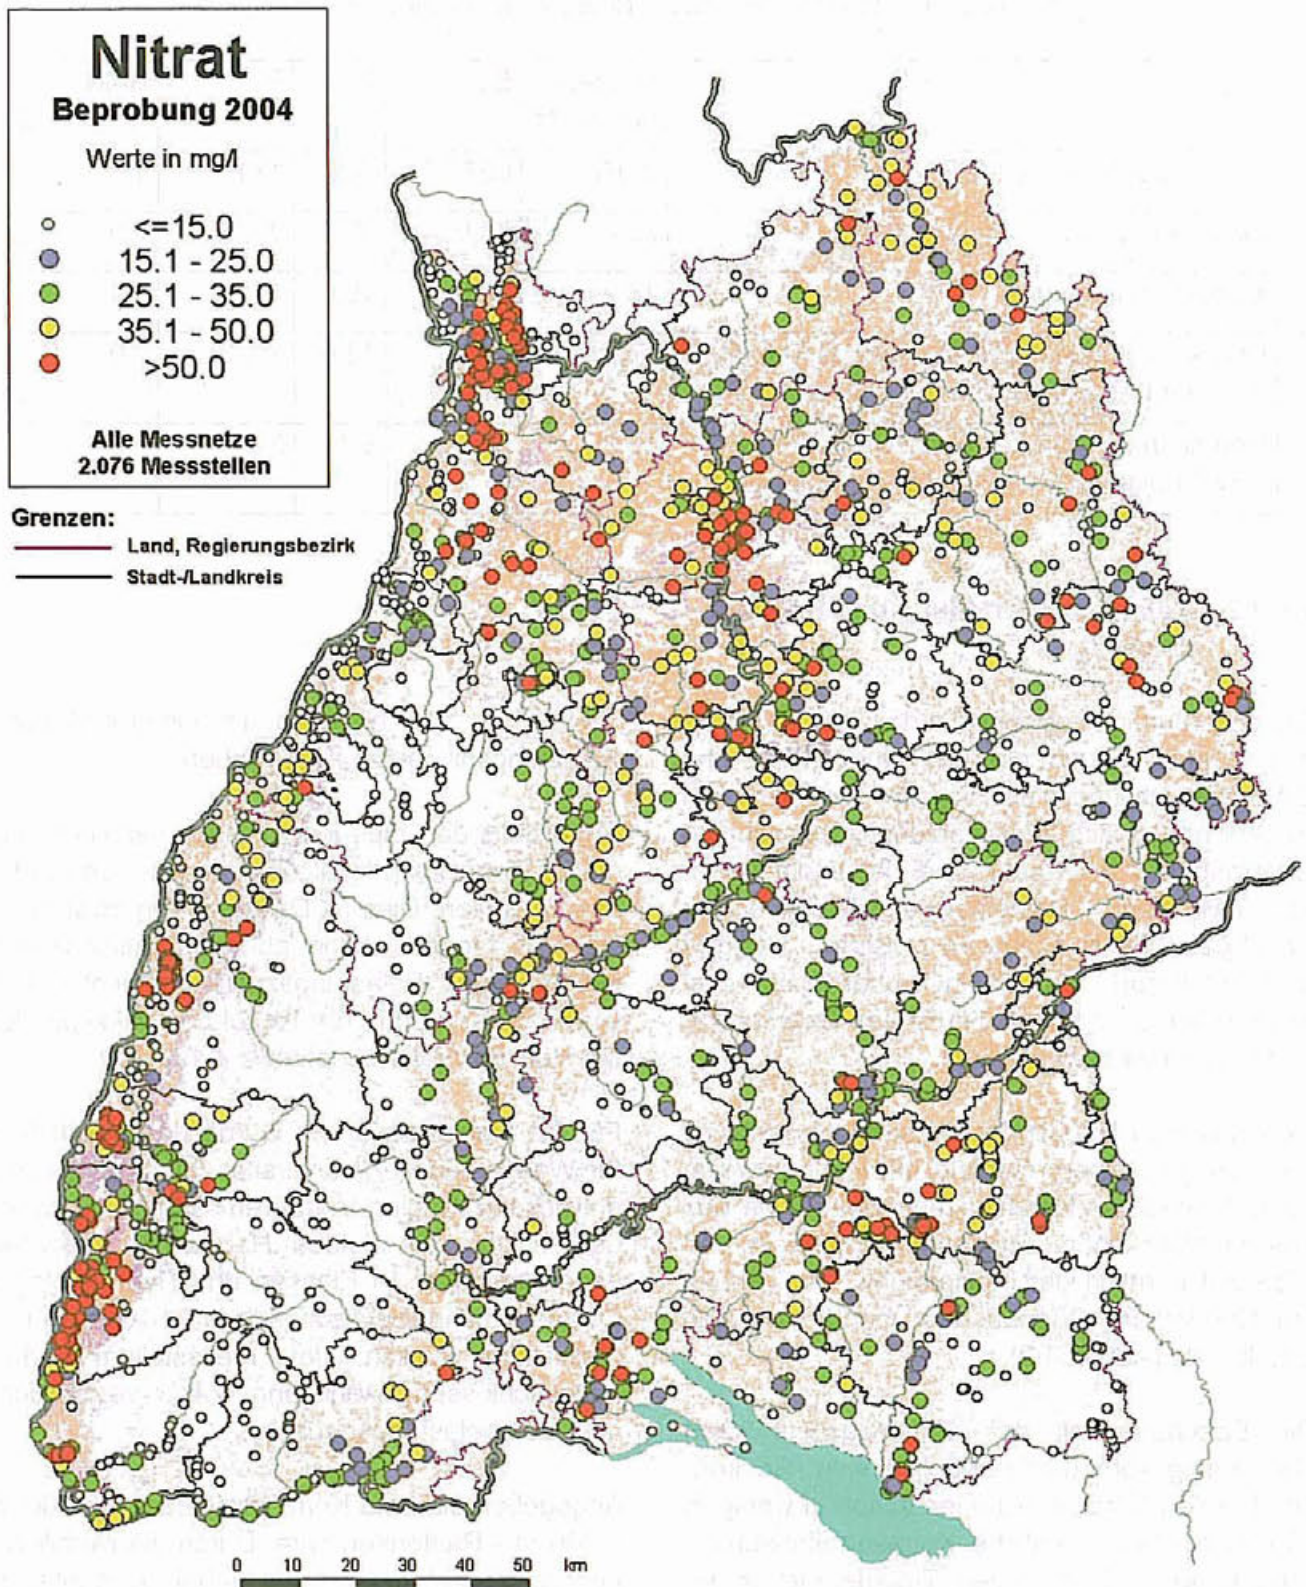 Nitrat
Beprobung 2004
Werte in mg/l
<=15.0
15.1 - 25.0
25.1 - 35.0
35.1 - 50.0
>50.0
Alle Messnetze
2.076 Messstellen
Grenzen:
Land, Regierungsbezirk
Stadt-/Landkreis
0 10 20 30 40 50 km